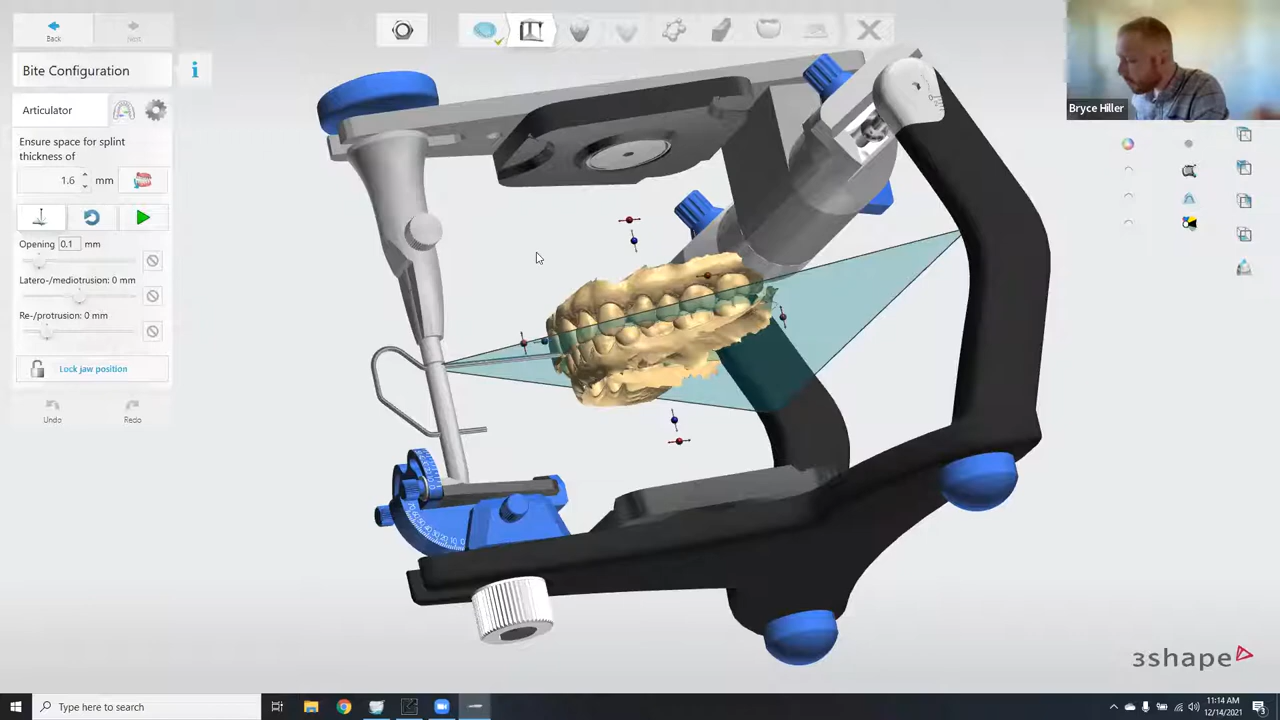 Back
Next
Bite Configuration
i
Articulator
Ensure space for splint
thickness of
1.6 mm
Opening 0.1 mm
Latero-/mediotrusion: 0 mm
Re-/protrusion: 0 mm
Lock jaw position
Undo
Redo
Bryce Hiller
3shape
Type here to search
11:14 AM
12/14/2021
3